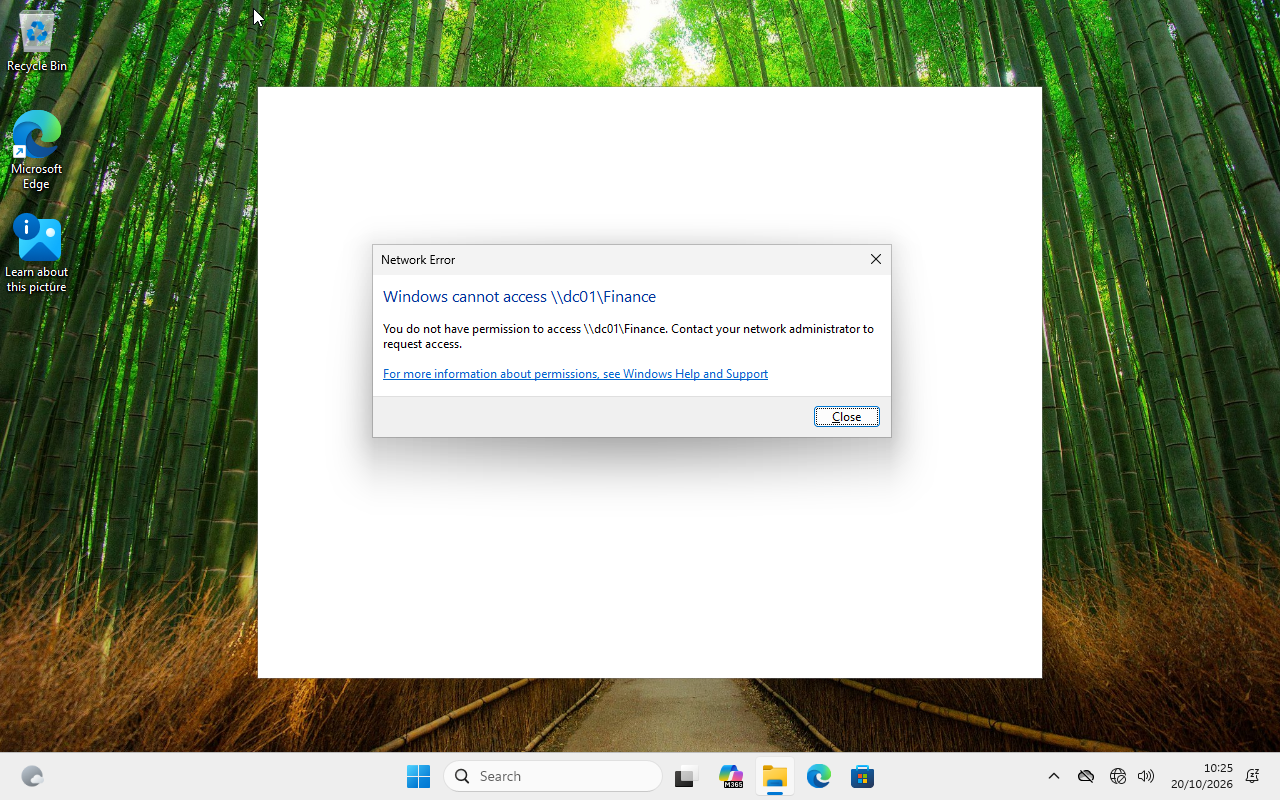 Recycle Bin
Microsoft
Edge
Learn about
this picture
Network Error
Windows cannot access \\dc01\Finance
You do not have permission to access \\dc01\Finance. Contact your network administrator to
request access.
For more information about permissions, see Windows Help and Support
Close
Search
M365
10:25
20/10/2026